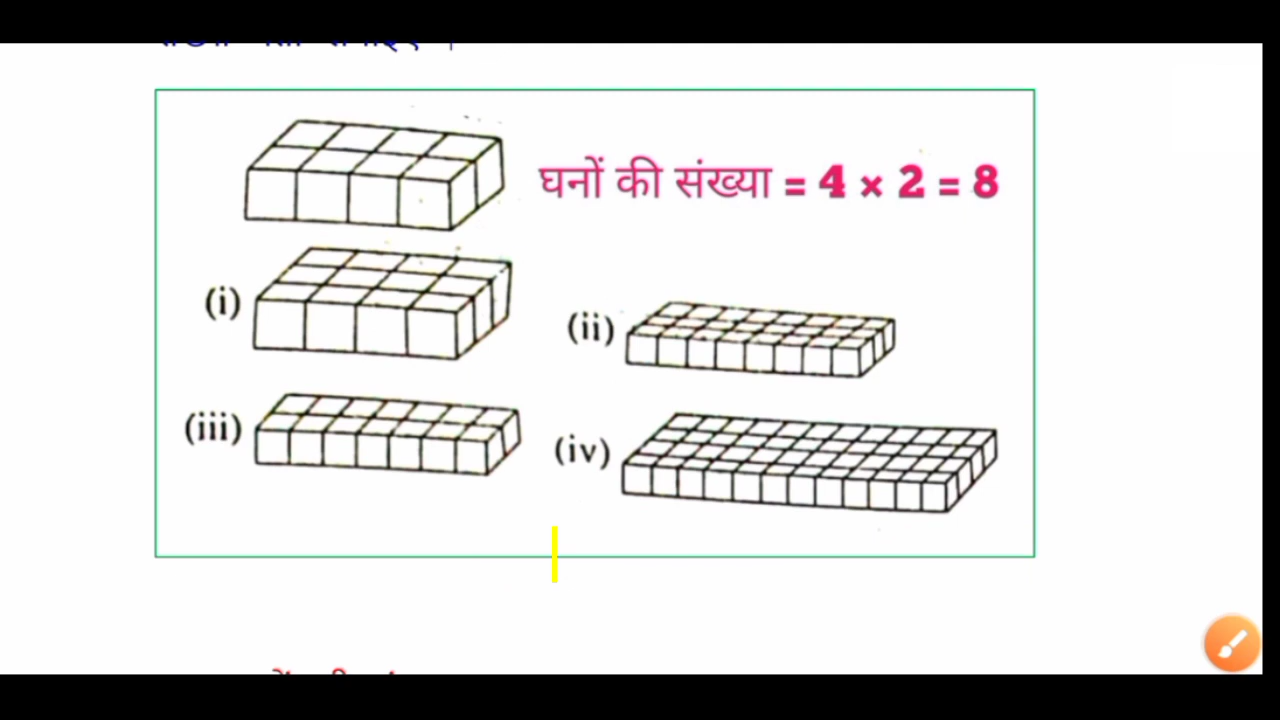 घनों की संख्या = 4 × 2 = 8
(i)
(ii)
(iii)
(iv)